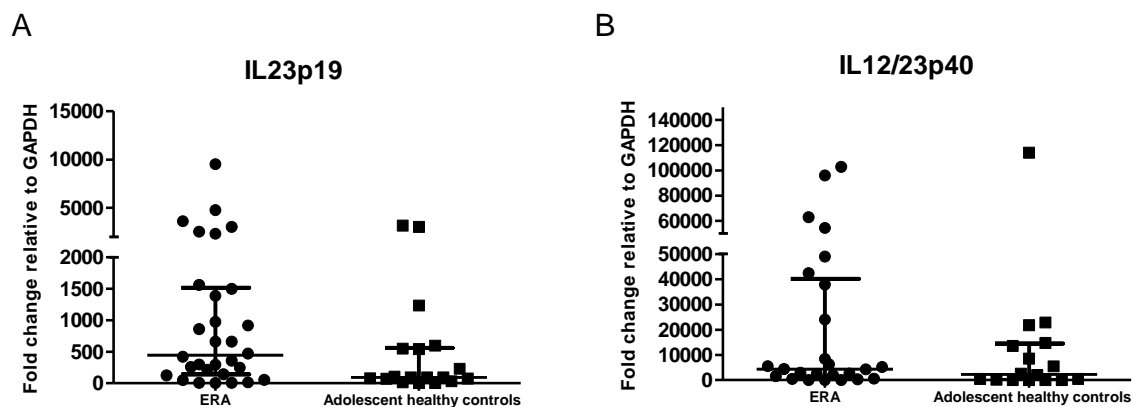 A
IL23p19
Fold change relative to GAPDH
15000
10000
5000
2000
1500
1000
500
0
ERA
Adolescent healthy controls
B
IL12/23p40
Fold change relative to GAPDH
140000
120000
100000
80000
60000
50000
40000
30000
20000
10000
0
ERA
Adolescent healthy controls